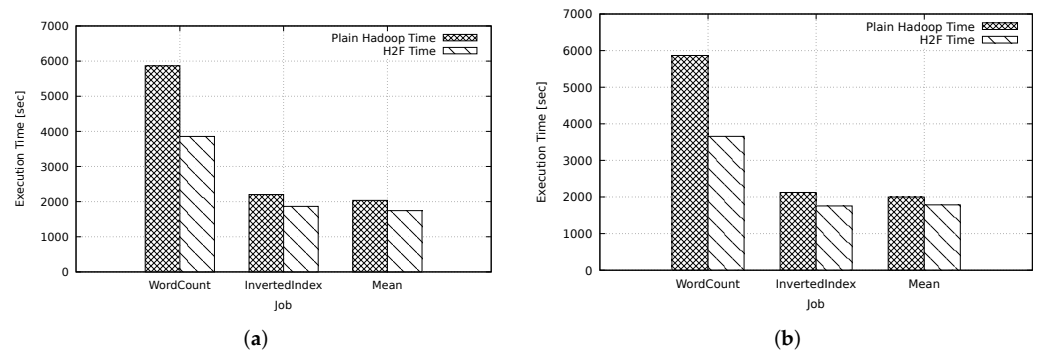 7000
6000
5000
4000
3000
2000
1000
0
Execution Time [sec]
Plain Hadoop Time
H2F Time
WordCount
InvertedIndex
Mean
Job
(a)
7000
6000
5000
4000
3000
2000
1000
0
Execution Time [sec]
Plain Hadoop Time
H2F Time
WordCount
InvertedIndex
Mean
Job
(b)